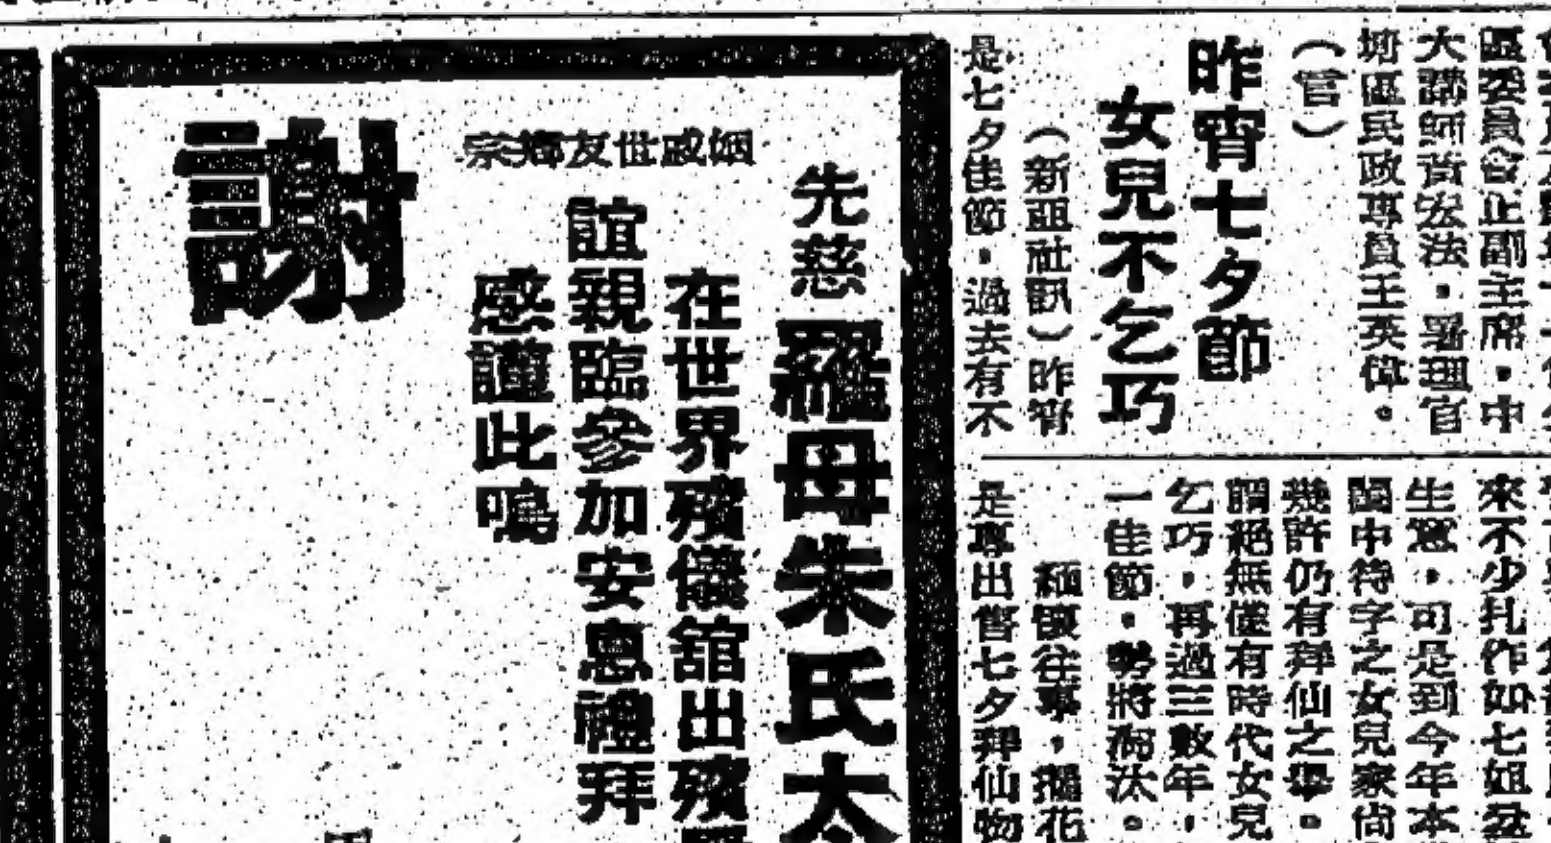 區委員會止副主席，中
大講師黃宏法，署理官
塘區民政專員王英偉。
（官）
昨宵七夕節
女兒不乞巧
（新訊社訊）昨宵
是七夕佳節，過去有不
來不少扎作如七姐盆
生意，可是到今年本
閨中待字之女兒家尙
幾許仍有拜仙之舉。
謂絕無僅有時代女兒
乞巧，再過三數年，
一佳節，勢將淘汰。
緬懷往事，擺花
是專出售七夕拜仙物
先慈羅母朱氏太
在世界殯儀舘出殯
姻戚世友鄉宗
誼親臨參加安息禮拜
感謹此鳴
謝